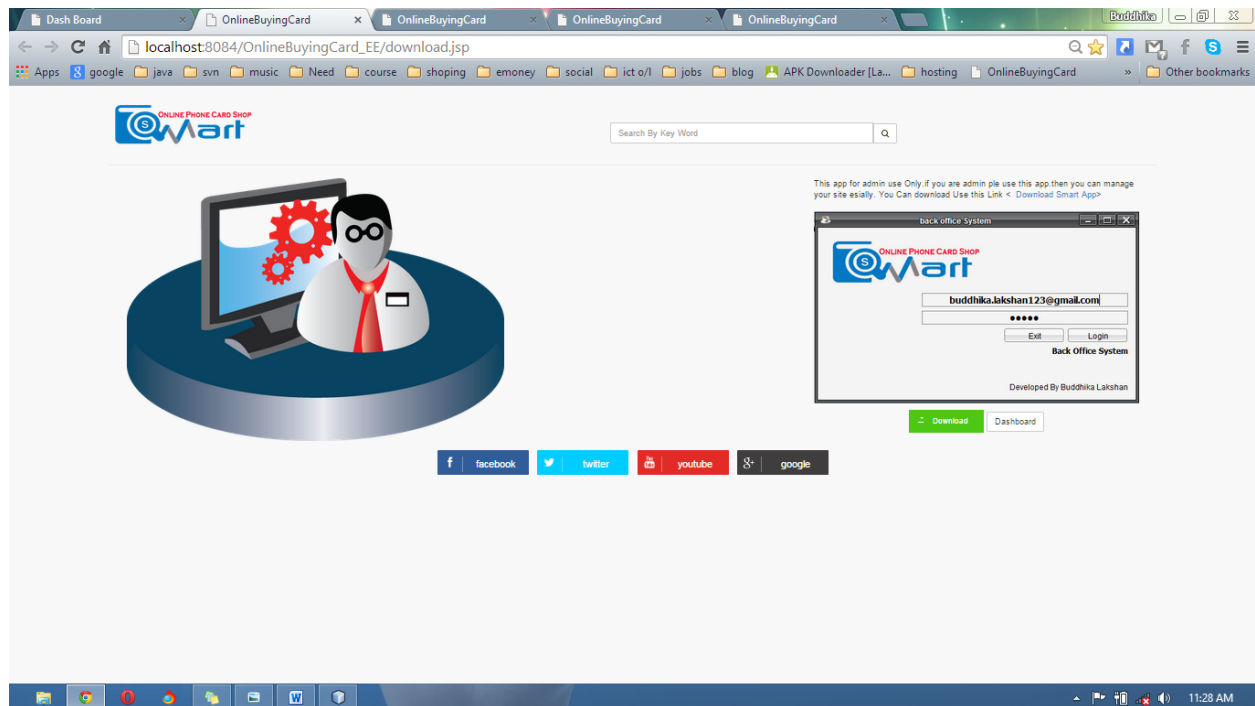 Dash Board
OnlineBuyingCard
OnlineBuyingCard
OnlineBuyingCard
OnlineBuyingCard
Buddhika
localhost:8084/OnlineBuyingCard_EE/download.jsp
Apps google java svn music Need course shoping emoney social ict o/l jobs blog APK Downloader [La... hosting OnlineBuyingCard » Other bookmarks
ONLINE PHONE CARD SHOP
SMart
Search By Key Word
This app for admin use Only.if you are admin ple use this app.then you can manage
your site esially. You Can download Use this Link < Download Smart App>
back office System
ONLINE PHONE CARD SHOP
SMart
buddhika.lakshan123@gmail.com
Exit Login
Back Office System
Developed By Buddhika Lakshan
Download Dashboard
facebook twitter youtube google
11:28 AM